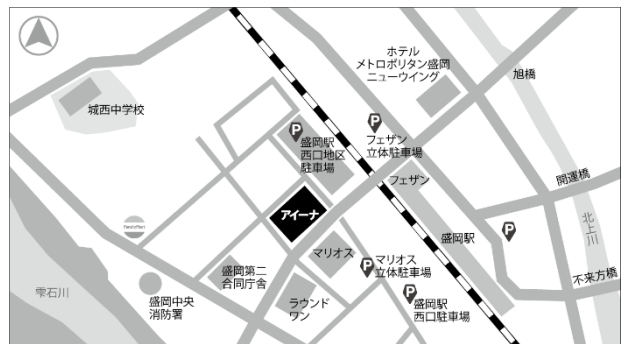 ホテル
メトロポリタン盛岡
ニューウイング
旭橋
城西中学校
P
盛岡駅
西口地区
駐車場
P
フェザン
立体駐車場
フェザン
開運橋
アイーナ
北上川
FamilyMart
P
盛岡駅
マリオス
盛岡第二
合同庁舎
P
マリオス
立体駐車場
不来方橋
雫石川
盛岡中央
消防署
ラウンド
ワン
P
盛岡駅
西口駐車場